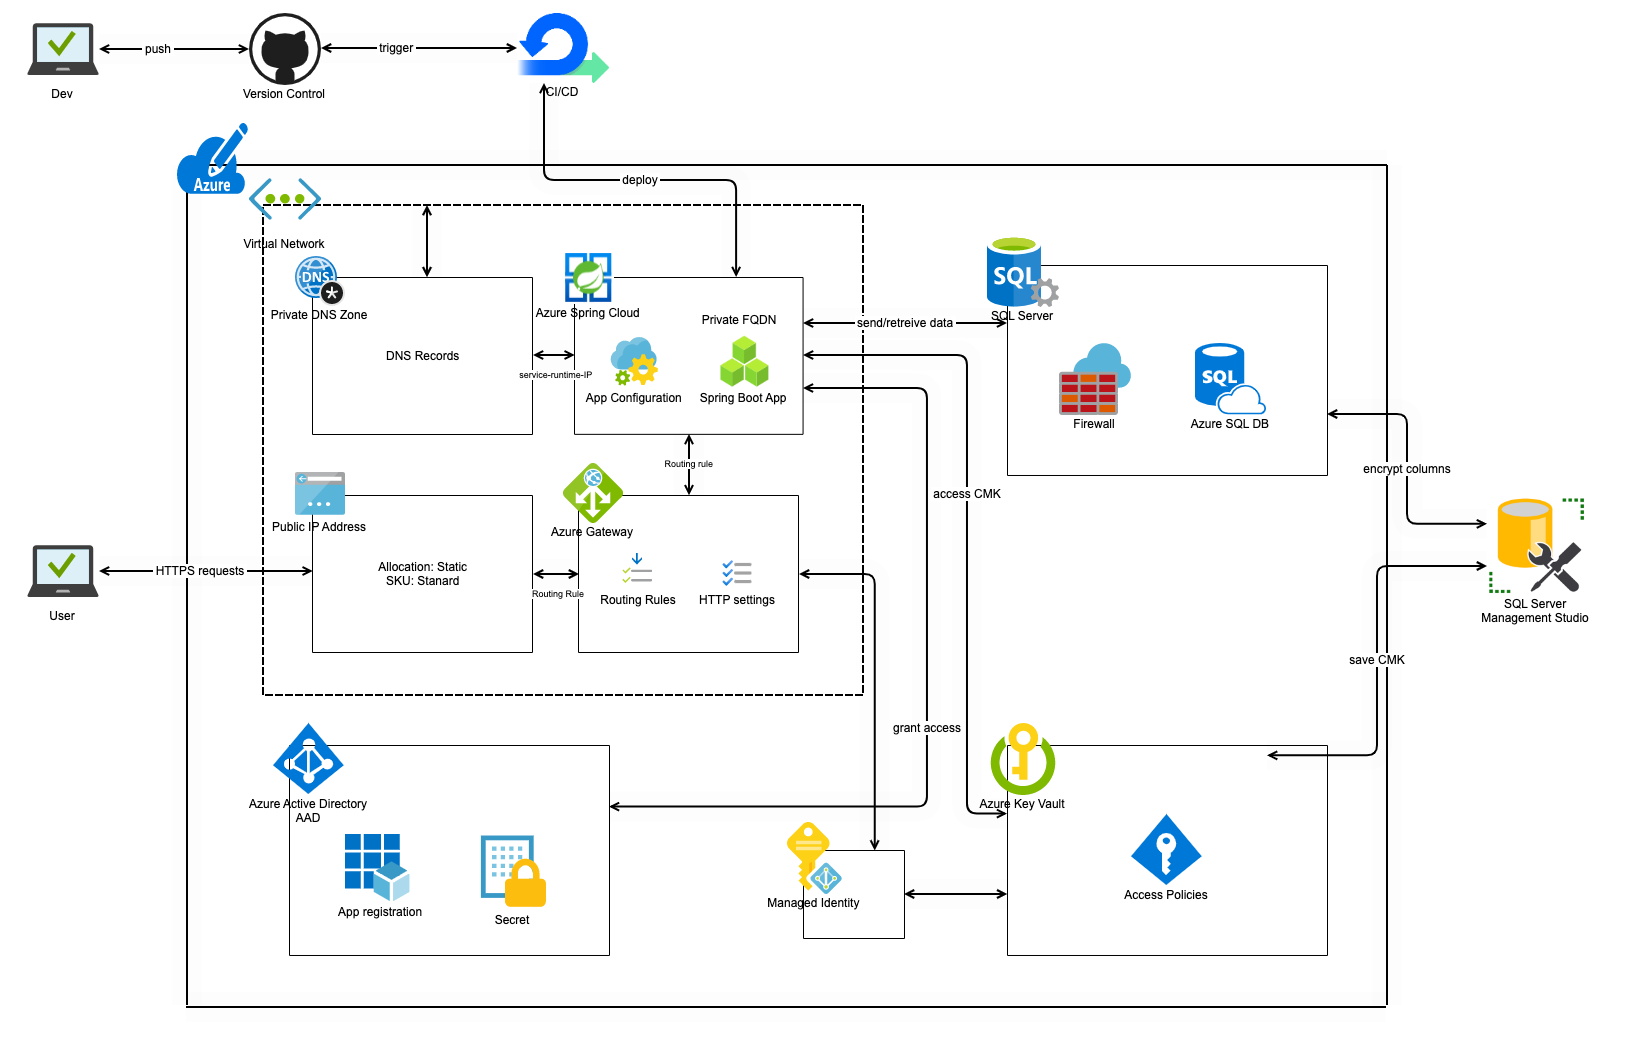 push
trigger
Dev
Version Control
CI/CD
Azure
deploy
Virtual Network
DNS
*
Private DNS Zone
DNS Records
service-runtime-IP
Azure Spring Cloud
Private FQDN
App Configuration
Spring Boot App
send/retreive data
SQL
SQL Server
Firewall
SQL
Azure SQL DB
encrypt columns
Routing rule
access CMK
Public IP Address
Allocation: Static
SKU: Stanard
Azure Gateway
Routing Rule
Routing Rules
HTTP settings
HTTPS requests
User
SQL Server
Management Studio
save CMK
grant access
Azure Active Directory
AAD
App registration
Secret
Managed Identity
Azure Key Vault
Access Policies